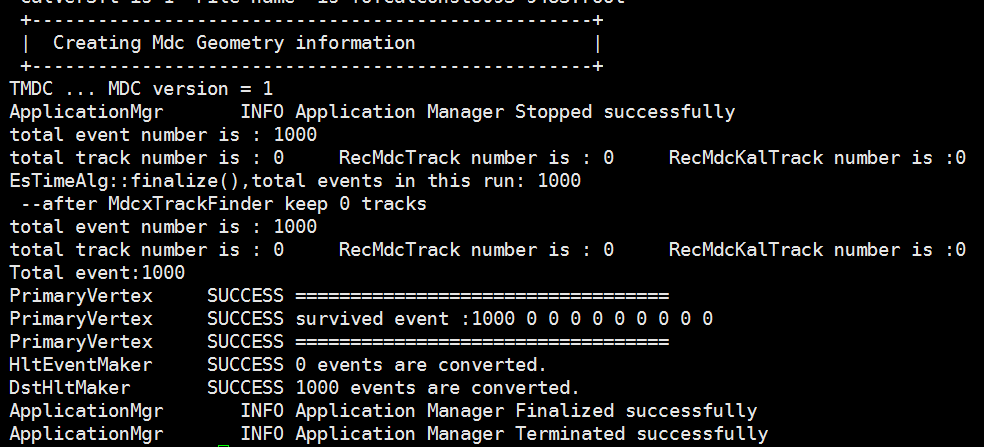 +---------------------------------------------------+
|  Creating Mdc Geometry information                |
+---------------------------------------------------+
TMDC ... MDC version = 1
ApplicationMgr       INFO Application Manager Stopped successfully
total event number is : 1000
total track number is : 0     RecMdcTrack number is : 0     RecMdcKalTrack number is :0
EsTimeAlg::finalize(),total events in this run: 1000
 --after MdcxTrackFinder keep 0 tracks
total event number is : 1000
total track number is : 0     RecMdcTrack number is : 0     RecMdcKalTrack number is :0
Total event:1000
PrimaryVertex     SUCCESS ==================================
PrimaryVertex     SUCCESS survived event :1000 0 0 0 0 0 0 0 0 0
PrimaryVertex     SUCCESS ==================================
HltEventMaker     SUCCESS 0 events are converted.
DstHltMaker       SUCCESS 1000 events are converted.
ApplicationMgr       INFO Application Manager Finalized successfully
ApplicationMgr       INFO Application Manager Terminated successfully